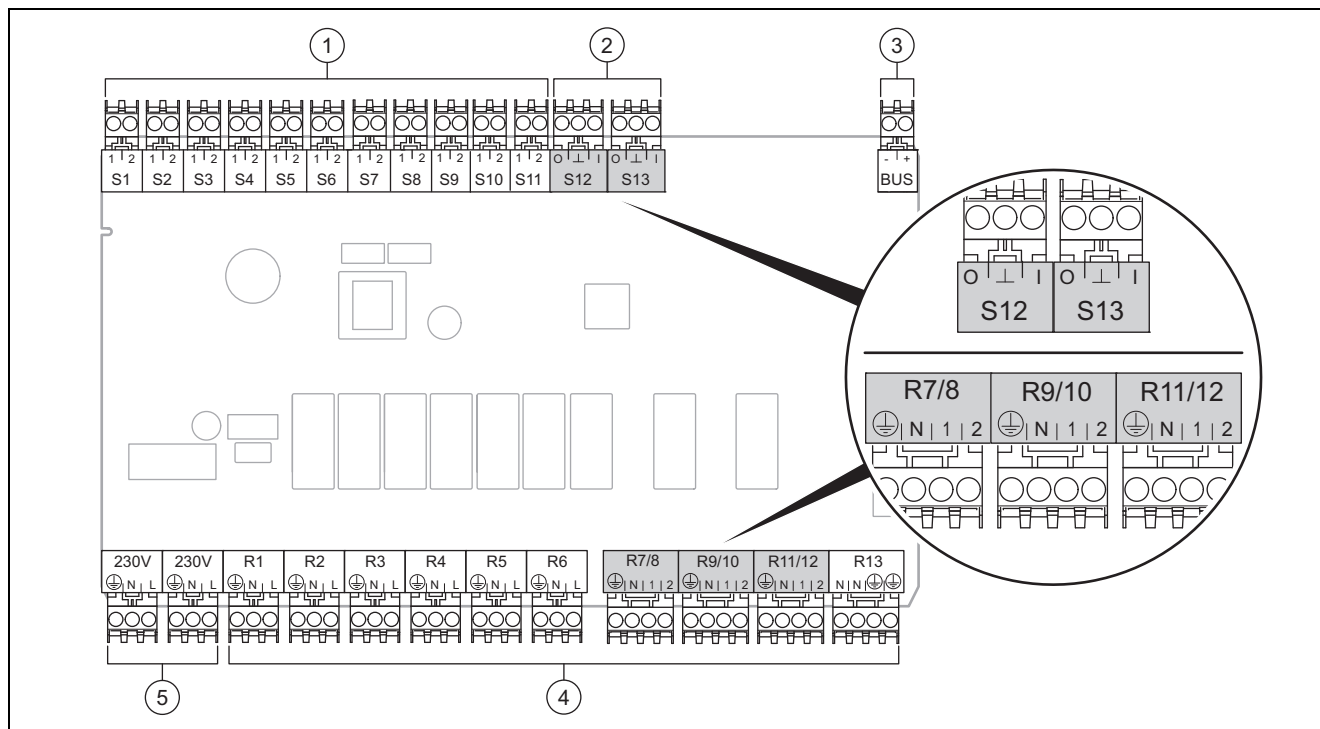 1 2 3
1 2 1 2 1 2 1 2 1 2 1 2 1 2 1 2 1 2 1 2 1 2 O ⊥ I O ⊥ I - +
S1 S2 S3 S4 S5 S6 S7 S8 S9 S10 S11 S12 S13 BUS
O ⊥ I O ⊥ I
S12 S13
R7/8 R9/10 R11/12
N | 1 | 2 N | 1 | 2 N | 1 | 2
230V 230V R1 R2 R3 R4 R5 R6 R7/8 R9/10 R11/12 R13
N L N L N L N L N L N L N L N L N | 1 | 2 N | 1 | 2 N | 1 | 2 N | N
5 4